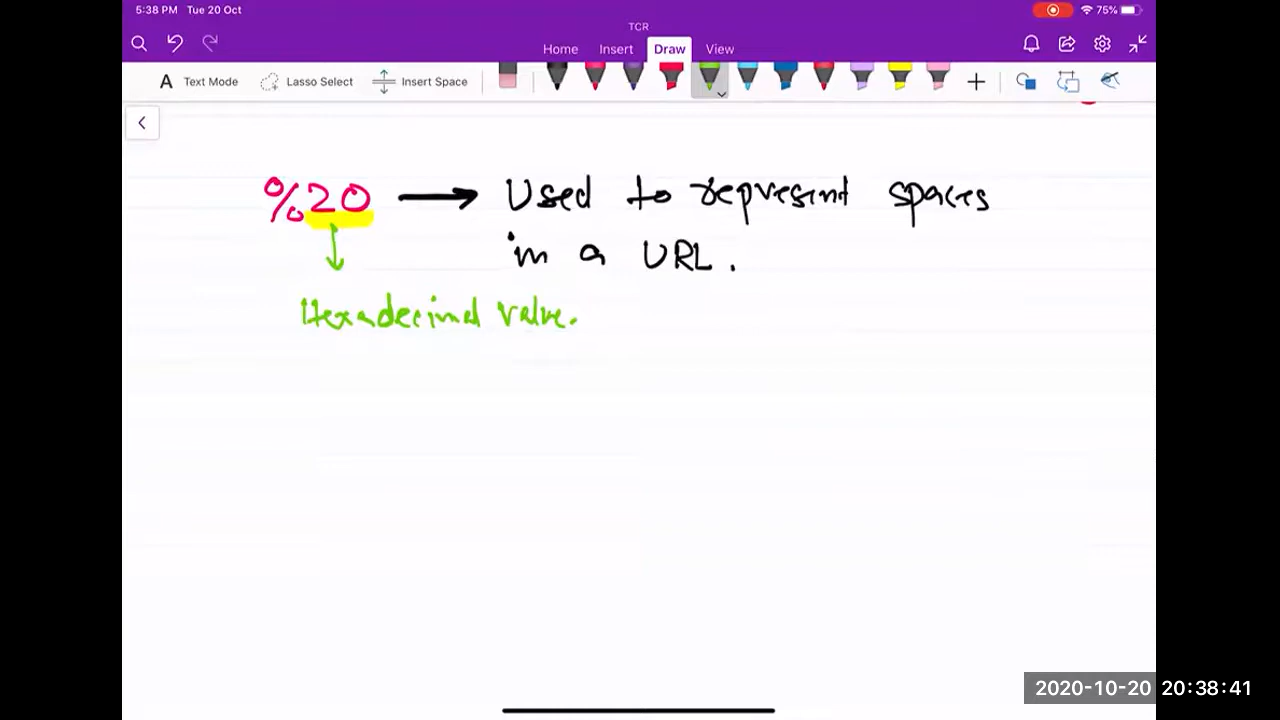 5:38 PM Tue 20 Oct
75%
TCR
Home Insert Draw View
A Text Mode Lasso Select Insert Space
%20 → Used to represent spaces
in a URL.
Hexadecimal value.
2020-10-20 20:38:41